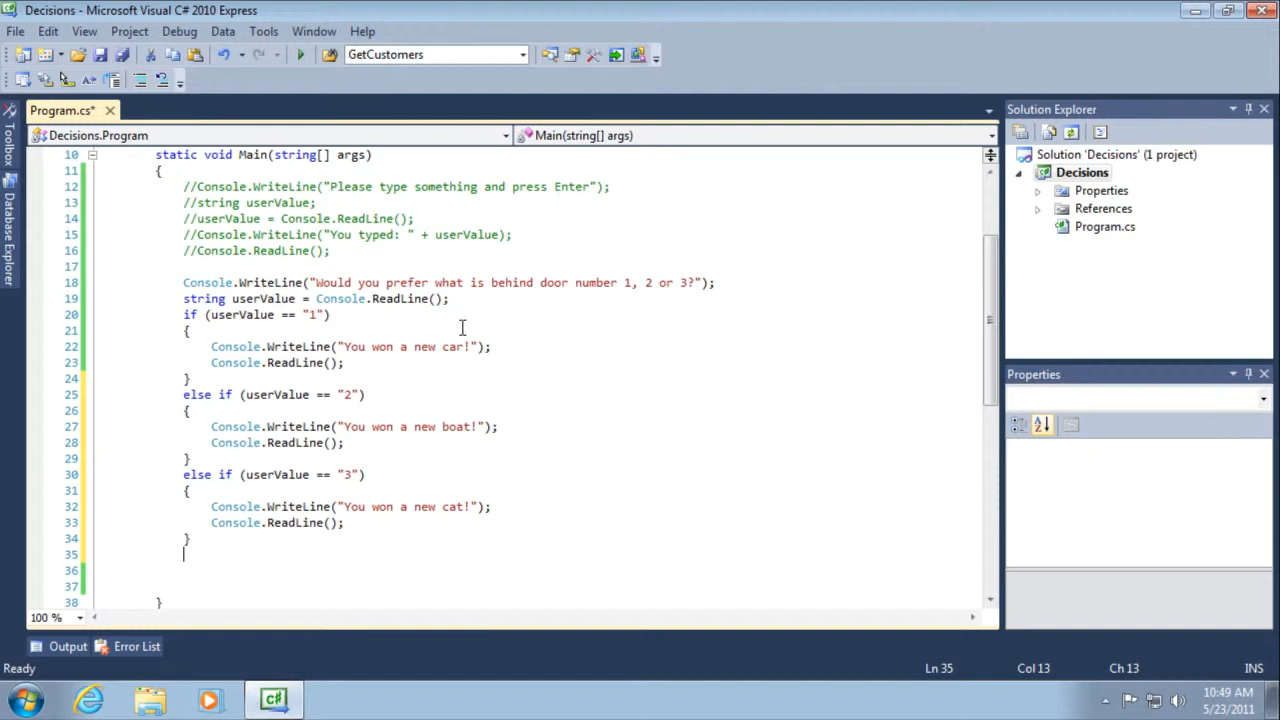 Decisions - Microsoft Visual C# 2010 Express
File Edit View Project Debug Data Tools Window Help
GetCustomers
Program.cs*
Solution Explorer
Toolbox
Database Explorer
Decisions.Program
Main(string[] args)
Solution 'Decisions' (1 project)
Decisions
Properties
References
Program.cs
10 static void Main(string[] args)
11 {
12 //Console.WriteLine("Please type something and press Enter");
13 //string userValue;
14 //userValue = Console.ReadLine();
15 //Console.WriteLine("You typed: " + userValue);
16 //Console.ReadLine();
17
18 Console.WriteLine("Would you prefer what is behind door number 1, 2 or 3?");
19 string userValue = Console.ReadLine();
20 if (userValue == "1")
21 {
22 Console.WriteLine("You won a new car!");
23 Console.ReadLine();
24 }
25 else if (userValue == "2")
26 {
27 Console.WriteLine("You won a new boat!");
28 Console.ReadLine();
29 }
30 else if (userValue == "3")
31 {
32 Console.WriteLine("You won a new cat!");
33 Console.ReadLine();
34 }
35
36
37
38 }
Properties
100 %
Output
Error List
Ready
Ln 35
Col 13
Ch 13
INS
C#
10:49 AM
5/23/2011